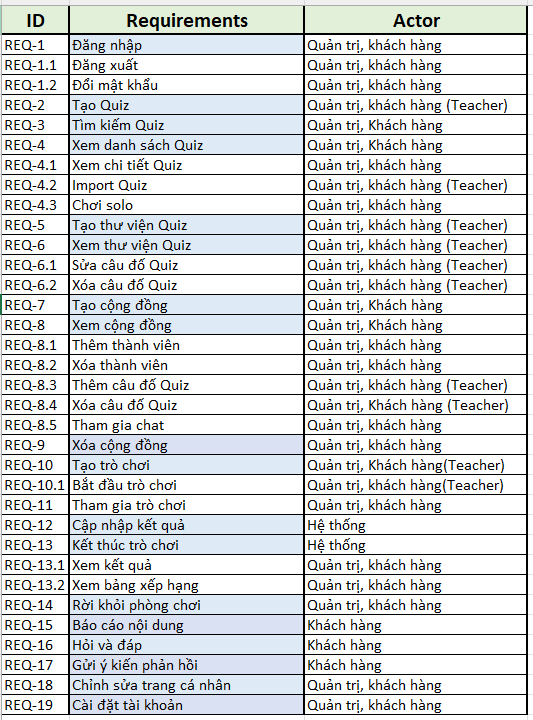 ID Requirements Actor
REQ-1 Đăng nhập Quản trị, khách hàng
REQ-1.1 Đăng xuất Quản trị, khách hàng
REQ-1.2 Đổi mật khẩu Quản trị, khách hàng
REQ-2 Tạo Quiz Quản trị, khách hàng (Teacher)
REQ-3 Tìm kiếm Quiz Quản trị, Khách hàng
REQ-4 Xem danh sách Quiz Quản trị, Khách hàng
REQ-4.1 Xem chi tiết Quiz Quản trị, khách hàng
REQ-4.2 Import Quiz Quản trị, khách hàng (Teacher)
REQ-4.3 Chơi solo Quản trị, khách hàng
REQ-5 Tạo thư viện Quiz Quản trị, khách hàng (Teacher)
REQ-6 Xem thư viện Quiz Quản trị, khách hàng (Teacher)
REQ-6.1 Sửa câu đố Quiz Quản trị, khách hàng (Teacher)
REQ-6.2 Xóa câu đố Quiz Quản trị, khách hàng (Teacher)
REQ-7 Tạo cộng đồng Quản trị, Khách hàng
REQ-8 Xem cộng đồng Quản trị, Khách hàng
REQ-8.1 Thêm thành viên Quản trị, khách hàng
REQ-8.2 Xóa thành viên Quản trị, khách hàng
REQ-8.3 Thêm câu đố Quiz Quản trị, khách hàng (Teacher)
REQ-8.4 Xóa câu đố Quiz Quản trị, Khách hàng (Teacher)
REQ-8.5 Tham gia chat Quản trị, khách hàng
REQ-9 Xóa cộng đồng Quản trị, khách hàng
REQ-10 Tạo trò chơi Quản trị, Khách hàng(Teacher)
REQ-10.1 Bắt đầu trò chơi Quản trị, khách hàng(Teacher)
REQ-11 Tham gia trò chơi Quản trị, khách hàng
REQ-12 Cập nhập kết quả Hệ thống
REQ-13 Kết thúc trò chơi Hệ thống
REQ-13.1 Xem kết quả Quản trị, khách hàng
REQ-13.2 Xem bảng xếp hạng Quản trị, khách hàng
REQ-14 Rời khỏi phòng chơi Quản trị, khách hàng
REQ-15 Báo cáo nội dung Khách hàng
REQ-16 Hỏi và đáp Khách hàng
REQ-17 Gửi ý kiến phản hồi Khách hàng
REQ-18 Chỉnh sửa trang cá nhân Quản trị, khách hàng
REQ-19 Cài đặt tài khoản Quản trị, khách hàng